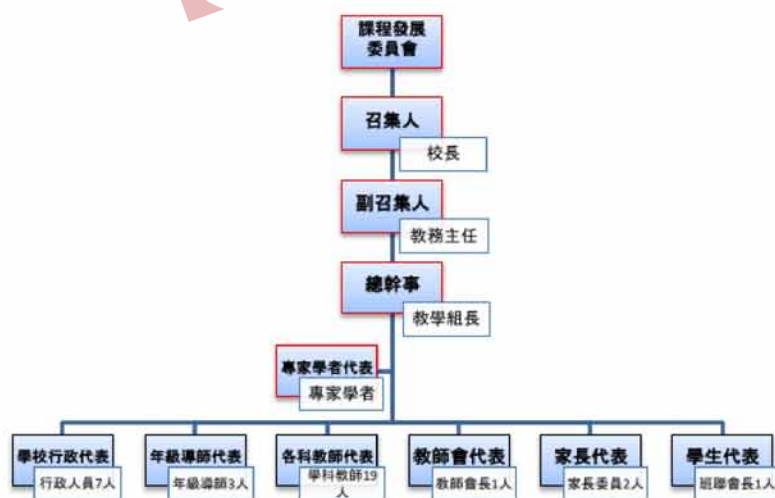 課程發展
委員會
召集人
校長
副召集人
教務主任
總幹事
教學組長
專家學者代表
專家學者
學校行政代表
行政人員7人
年級導師代表
年級導師3人
各科教師代表
學科教師19
人
教師會代表
教師會長1人
家長代表
家長委員2人
學生代表
班聯會長1人